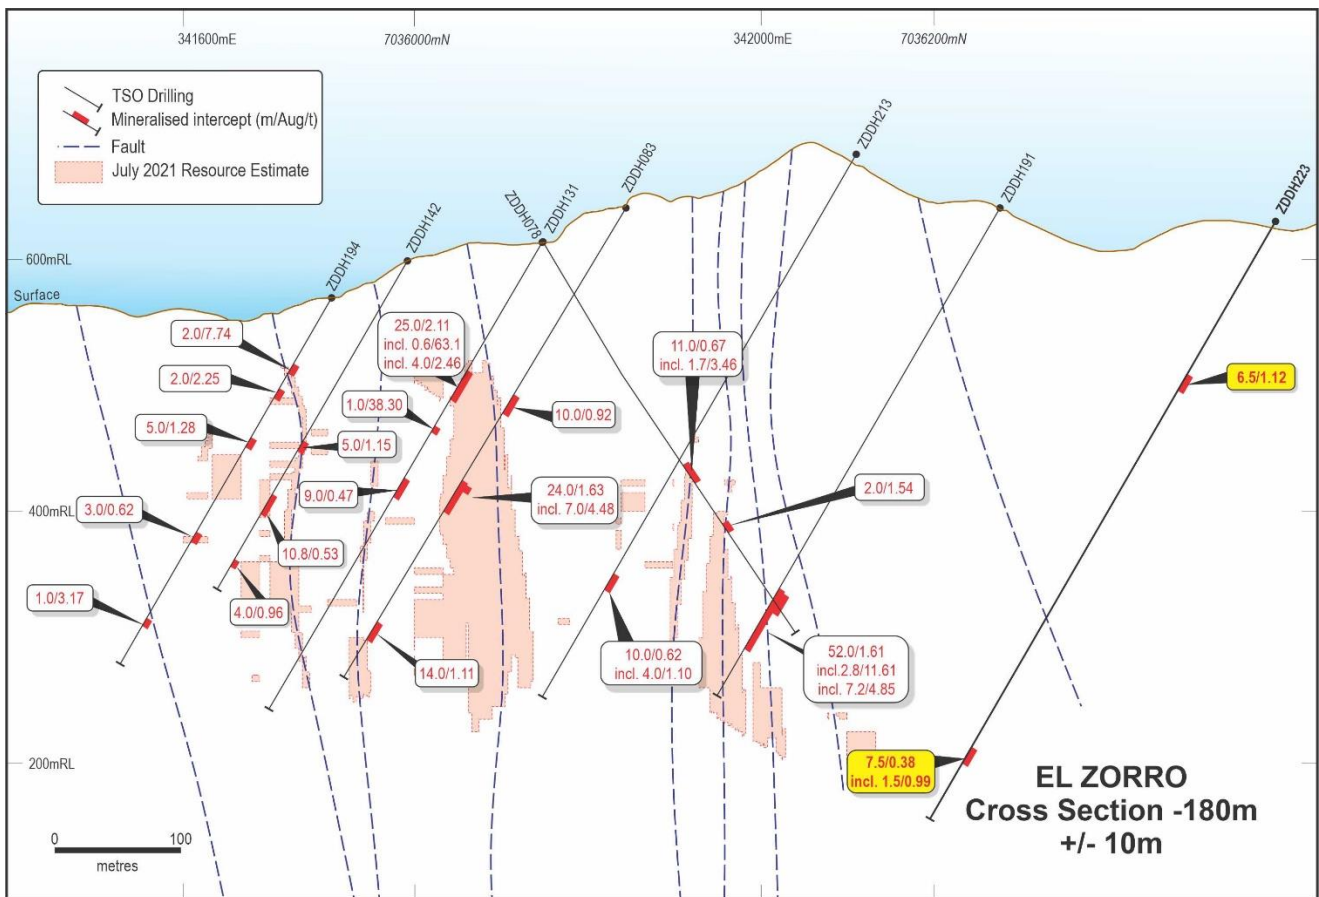 341600mE
7036000mN
342000mE
7036200mN
TSO Drilling
Mineralised intercept (m/Aug/t)
Fault
July 2021 Resource Estimate
ZDDH194
ZDDH142
ZDDH078
ZDDH131
ZDDH083
ZDDH213
ZDDH191
ZDDH223
600mRL
Surface
400mRL
200mRL
2.0/7.74
2.0/2.25
5.0/1.28
3.0/0.62
1.0/3.17
25.0/2.11
incl. 0.6/63.1
incl. 4.0/2.46
1.0/38.30
5.0/1.15
9.0/0.47
10.8/0.53
4.0/0.96
10.0/0.92
24.0/1.63
incl. 7.0/4.48
14.0/1.11
11.0/0.67
incl. 1.7/3.46
2.0/1.54
10.0/0.62
incl. 4.0/1.10
52.0/1.61
incl.2.8/11.61
incl. 7.2/4.85
6.5/1.12
7.5/0.38
incl. 1.5/0.99
EL ZORRO
Cross Section -180m
+/- 10m
0
100
metres